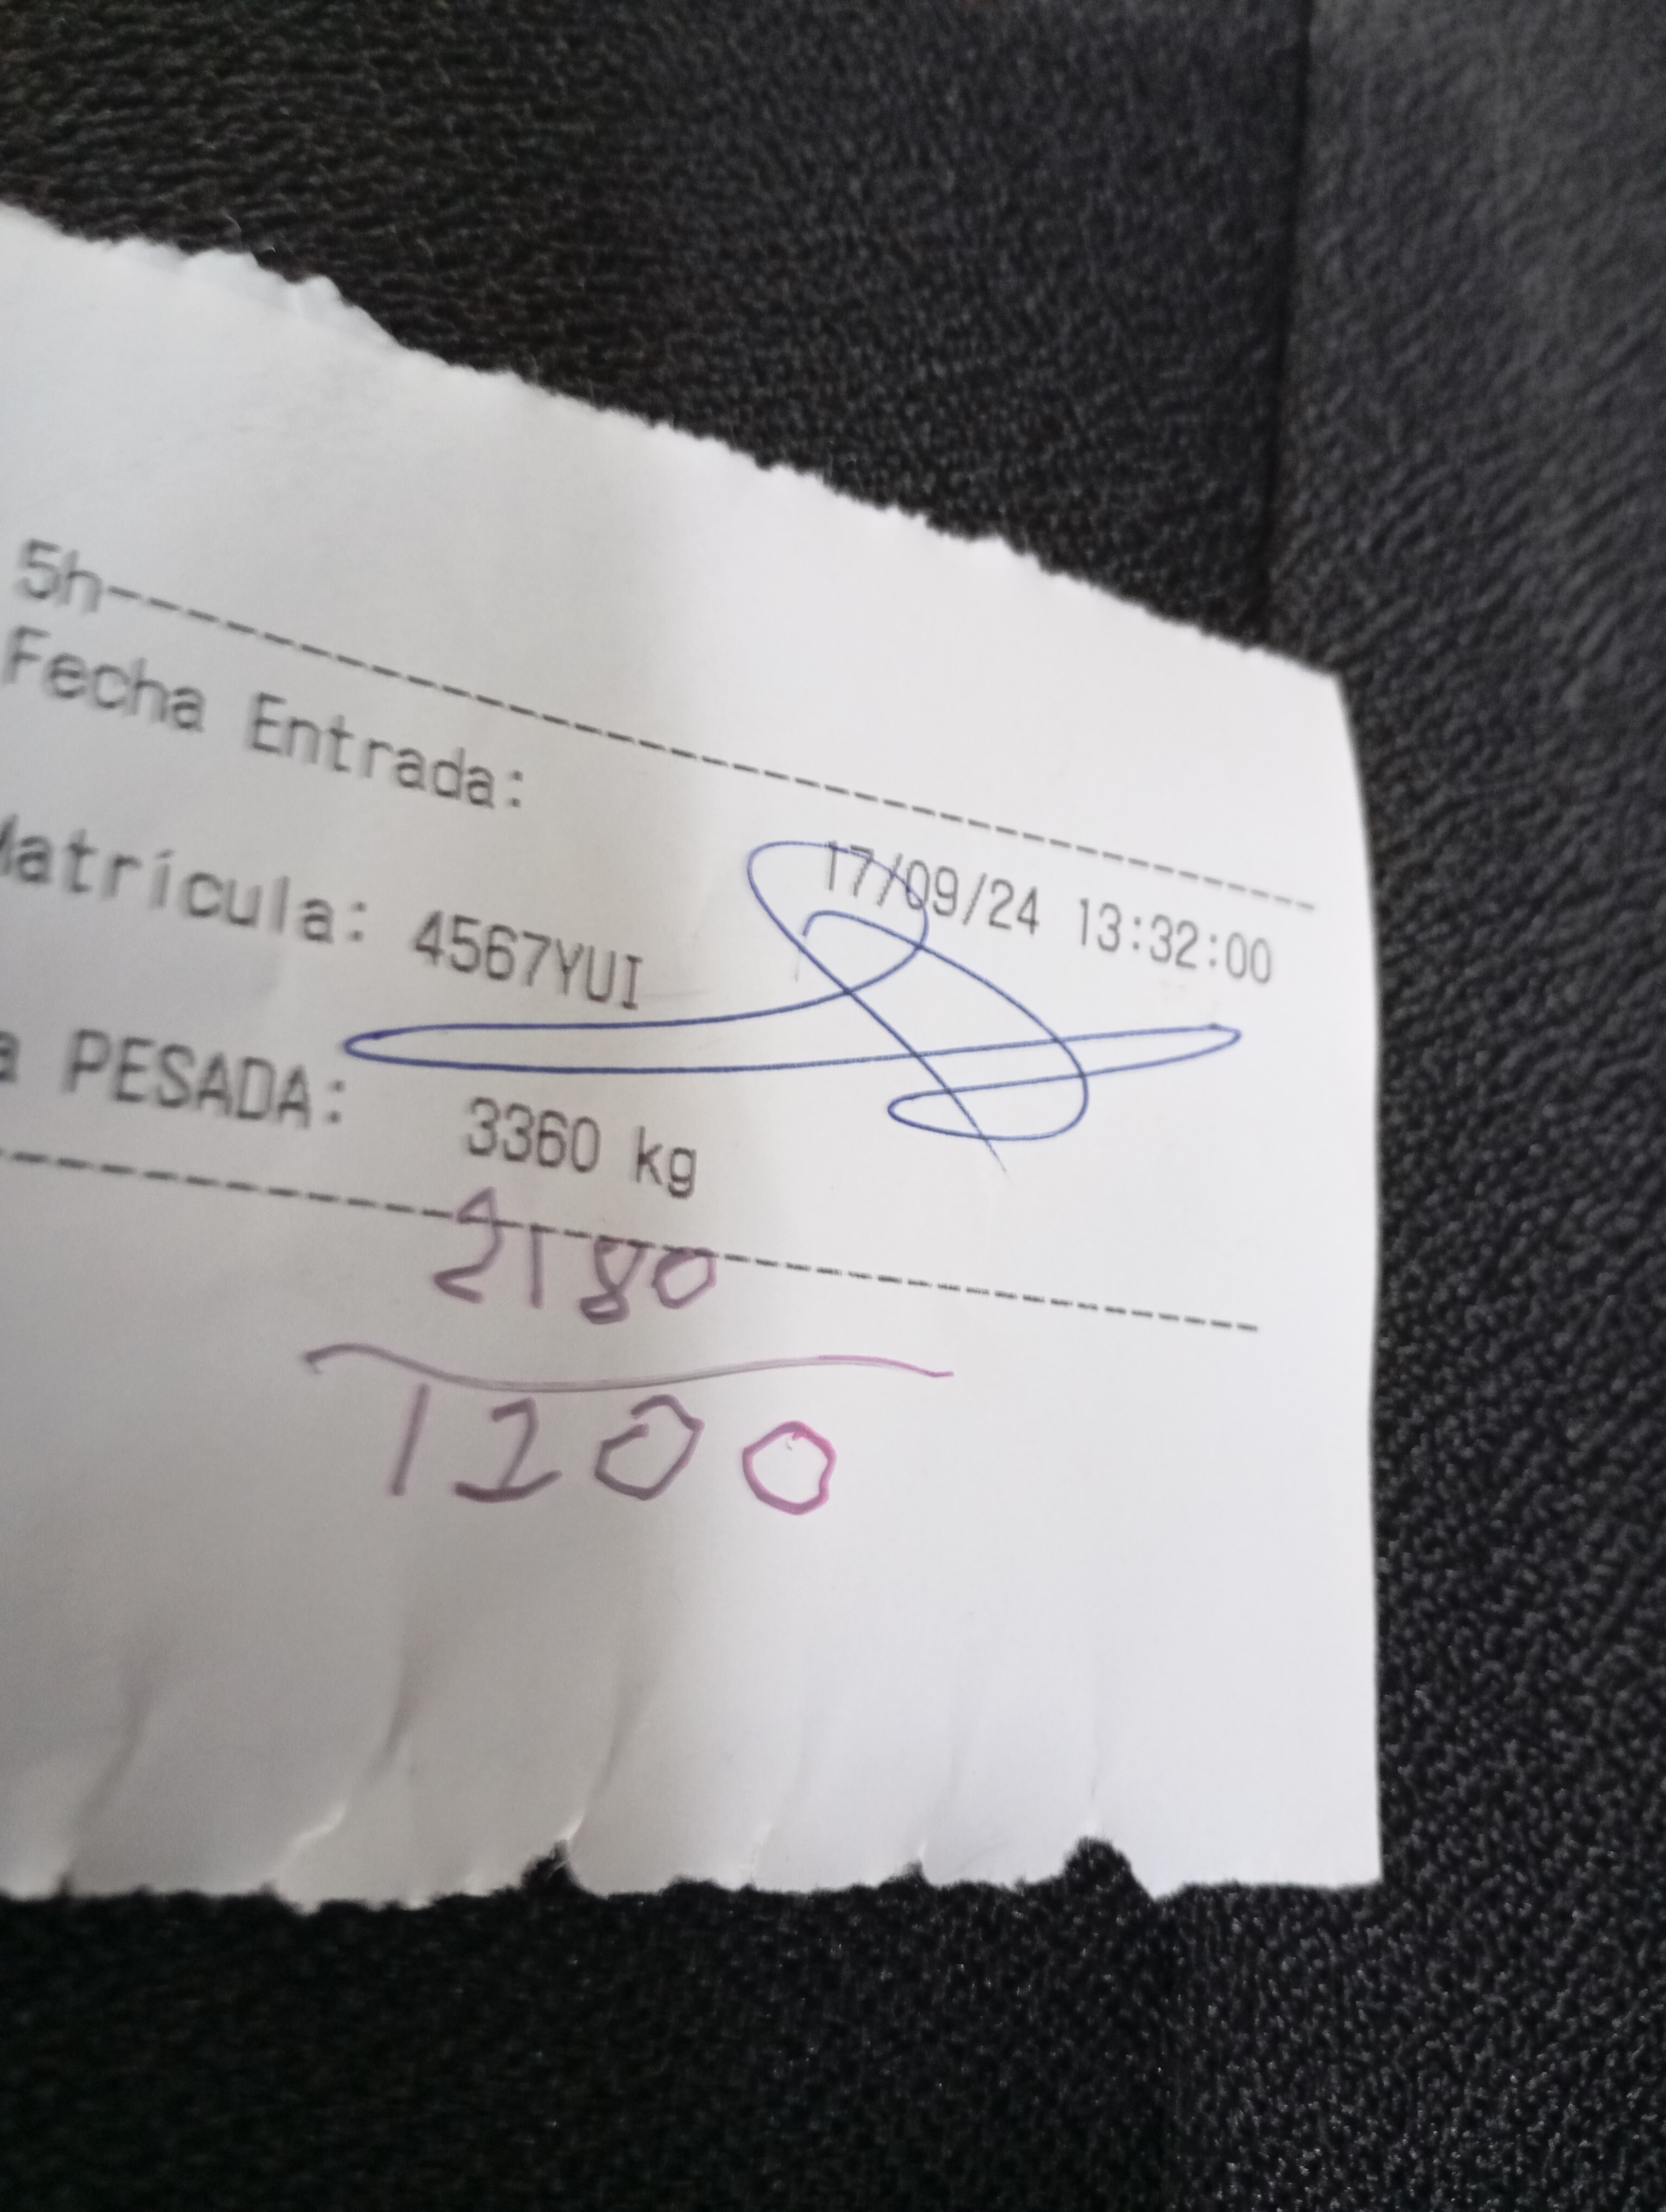 5h--------------------------------
Fecha Entrada:
17/09/24 13:32:00
Matrícula: 4567YUI
a PESADA: 3360 kg
2180
1200